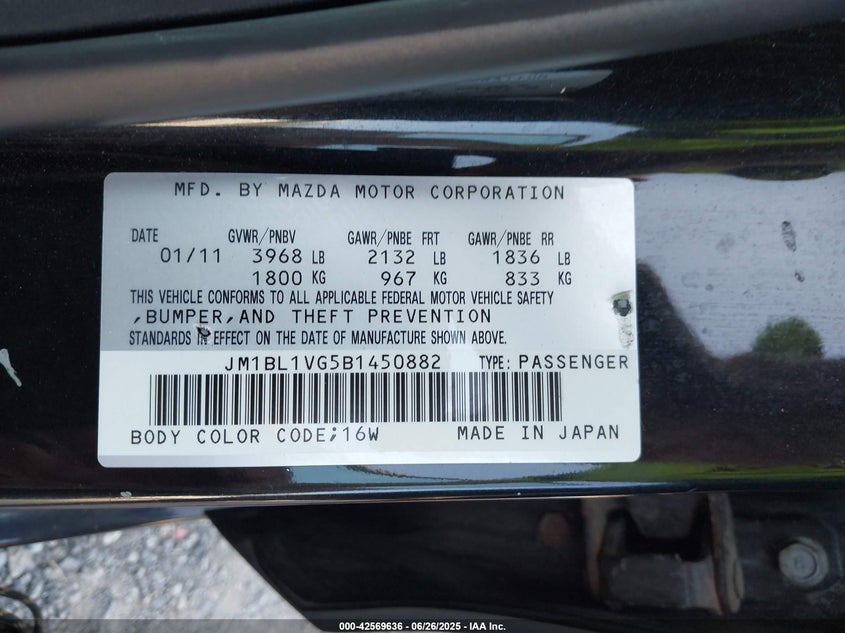 MFD. BY MAZDA MOTOR CORPORATION
DATE GVWR/PNBV GAWR/PNBE FRT GAWR/PNBE RR
01/11 3968 LB 2132 LB 1836 LB
1800 KG 967 KG 833 KG
THIS VEHICLE CONFORMS TO ALL APPLICABLE FEDERAL MOTOR VEHICLE SAFETY
,BUMPER,AND THEFT PREVENTION
STANDARDS IN EFFECT ON THE DATE OF MANUFACTURE SHOWN ABOVE.
JM1BL1VG5B1450882 TYPE: PASSENGER
BODY COLOR CODE;16W MADE IN JAPAN
000-42569636 - 06/26/2025 - IAA Inc.